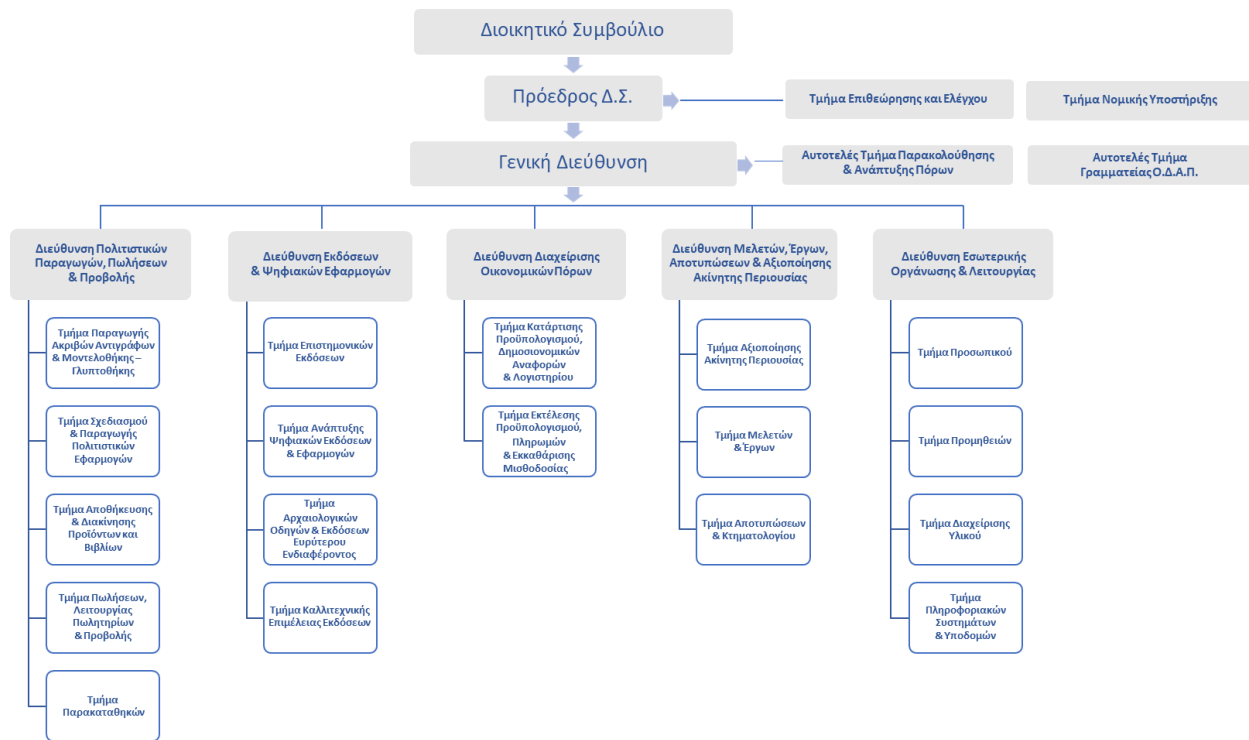 Διοικητικό Συμβούλιο
Πρόεδρος Δ.Σ.
Τμήμα Επιθεώρησης και Ελέγχου
Τμήμα Νομικής Υποστήριξης
Γενική Διεύθυνση
Αυτοτελές Τμήμα Παρακολούθησης
& Ανάπτυξης Πόρων
Αυτοτελές Τμήμα
Γραμματείας Ο.Δ.Α.Π.
Διεύθυνση Πολιτιστικών
Παραγωγών, Πωλήσεων
& Προβολής
Τμήμα Παραγωγής
Ακριβών Αντιγράφων
& Μοντελοθήκης –
Γλυπτοθήκης
Τμήμα Σχεδιασμού
& Παραγωγής
Πολιτιστικών
Εφαρμογών
Τμήμα Αποθήκευσης
& Διακίνησης
Προϊόντων και
Βιβλίων
Τμήμα Πωλήσεων,
Λειτουργίας
Πωλητηρίων
& Προβολής
Τμήμα
Παρακαταθηκών
Διεύθυνση Εκδόσεων
& Ψηφιακών Εφαρμογών
Τμήμα Επιστημονικών
Εκδόσεων
Τμήμα Ανάπτυξης
Ψηφιακών Εκδόσεων
& Εφαρμογών
Τμήμα
Αρχαιολογικών
Οδηγών & Εκδόσεων
Ευρύτερου
Ενδιαφέροντος
Τμήμα Καλλιτεχνικής
Επιμέλειας Εκδόσεων
Διεύθυνση Διαχείρισης
Οικονομικών Πόρων
Τμήμα Κατάρτισης
Προϋπολογισμού,
Δημοσιονομικών
Αναφορών
& Λογιστηρίου
Τμήμα Εκτέλεσης
Προϋπολογισμού,
Πληρωμών
& Εκκαθάρισης
Μισθοδοσίας
Διεύθυνση Μελετών, Έργων,
Αποτυπώσεων & Αξιοποίησης
Ακίνητης Περιουσίας
Τμήμα Αξιοποίησης
Ακίνητης Περιουσίας
Τμήμα Μελετών
& Έργων
Τμήμα Αποτυπώσεων
& Κτηματολογίου
Διεύθυνση Εσωτερικής
Οργάνωσης & Λειτουργίας
Τμήμα Προσωπικού
Τμήμα Προμηθειών
Τμήμα Διαχείρισης
Υλικού
Τμήμα
Πληροφοριακών
Συστημάτων
& Υποδομών